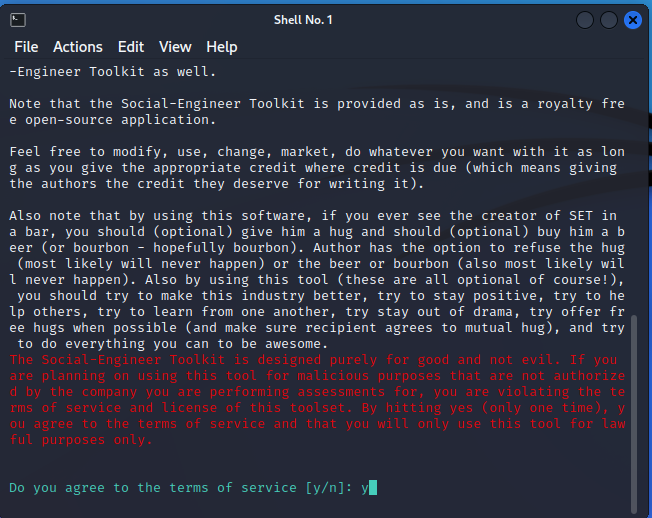 Shell No. 1
File Actions Edit View Help
-Engineer Toolkit as well.
Note that the Social-Engineer Toolkit is provided as is, and is a royalty fre
e open-source application.
Feel free to modify, use, change, market, do whatever you want with it as lon
g as you give the appropriate credit where credit is due (which means giving
the authors the credit they deserve for writing it).
Also note that by using this software, if you ever see the creator of SET in
a bar, you should (optional) give him a hug and should (optional) buy him a b
eer (or bourbon - hopefully bourbon). Author has the option to refuse the hug
(most likely will never happen) or the beer or bourbon (also most likely wil
l never happen). Also by using this tool (these are all optional of course!),
you should try to make this industry better, try to stay positive, try to he
lp others, try to learn from one another, try stay out of drama, try offer fr
ee hugs when possible (and make sure recipient agrees to mutual hug), and try
to do everything you can to be awesome.
The Social-Engineer Toolkit is designed purely for good and not evil. If you
are planning on using this tool for malicious purposes that are not authorize
d by the company you are performing assessments for, you are violating the te
rms of service and license of this toolset. By hitting yes (only one time), y
ou agree to the terms of service and that you will only use this tool for law
ful purposes only.
Do you agree to the terms of service [y/n]: y